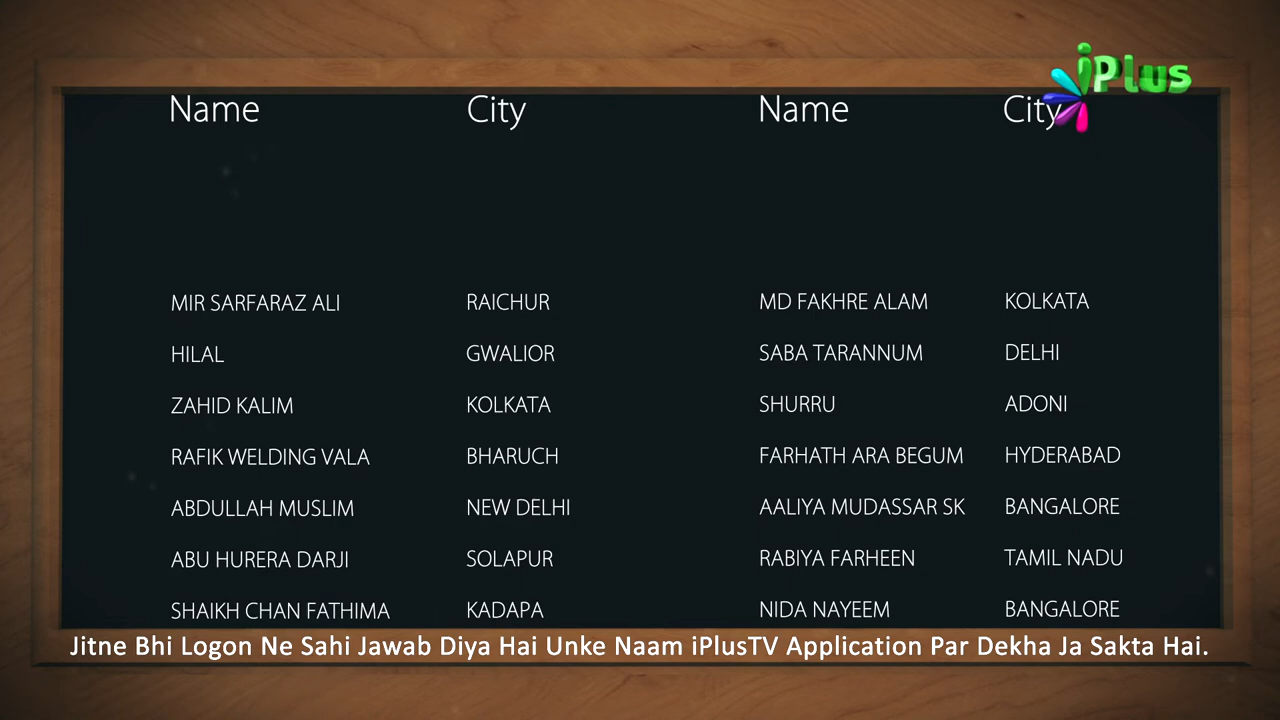 iPlus
Name City Name City
MIR SARFARAZ ALI RAICHUR MD FAKHRE ALAM KOLKATA
HILAL GWALIOR SABA TARANNUM DELHI
ZAHID KALIM KOLKATA SHURRU ADONI
RAFIK WELDING VALA BHARUCH FARHATH ARA BEGUM HYDERABAD
ABDULLAH MUSLIM NEW DELHI AALIYA MUDASSAR SK BANGALORE
ABU HURERA DARJI SOLAPUR RABIYA FARHEEN TAMIL NADU
SHAIKH CHAN FATHIMA KADAPA NIDA NAYEEM BANGALORE
Jitne Bhi Logon Ne Sahi Jawab Diya Hai Unke Naam iPlusTV Application Par Dekha Ja Sakta Hai.